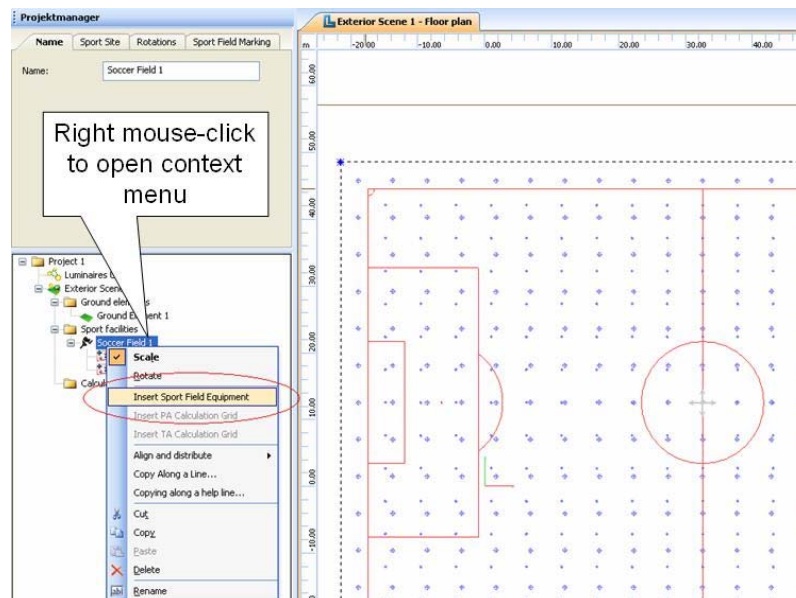 Projektmanager
Name Sport Site Rotations Sport Field Marking
Name: Soccer Field 1
Right mouse-click
to open context
menu
Project 1
Luminaires
Exterior Scene
Ground elements
Ground Element 1
Sport facilities
Soccer Field 1
Scale
Rotate
Insert Sport Field Equipment
Insert PA Calculation Grid
Insert TA Calculation Grid
Align and distribute
Copy Along a Line...
Copying along a help line...
Cut
Copy
Paste
Delete
Rename
Calcul
Exterior Scene 1 - Floor plan
m -20.00 -10.00 0.00 10.00 20.00 30.00 40.00
60.00
50.00
40.00
30.00
20.00
10.00
0.00
-10.00